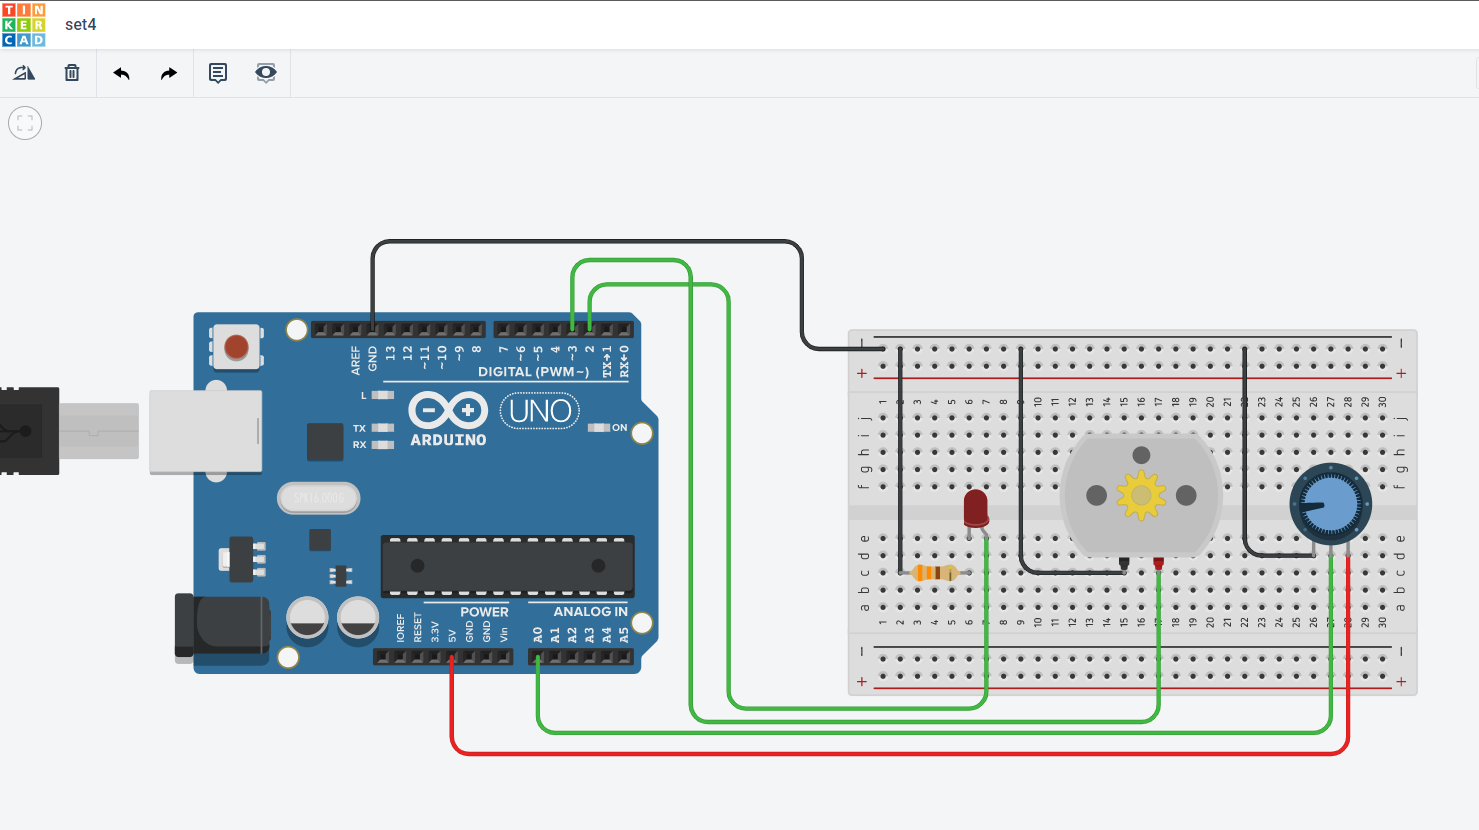 TIN
KER
CAD
set4
AREF
GND
13
12
~11
~10
~9
8
7
~6
~5
4
~3
2
TX→1
RX←0
DIGITAL (PWM~)
L
TX
RX
ARDUINO
UNO
ON
SPK16.000G
IOREF
RESET
3.3V
5V
GND
GND
Vin
POWER
ANALOG IN
A0
A1
A2
A3
A4
A5
1 2 3 4 5 6 7 8 9 10 11 12 13 14 15 16 17 18 19 20 21 22 23 24 25 26 27 28 29 30
j j
i i
h h
g g
f f
e e
d d
c c
b b
a a
1 2 3 4 5 6 7 8 9 10 11 12 13 14 15 16 17 18 19 20 21 22 23 24 25 26 27 28 29 30